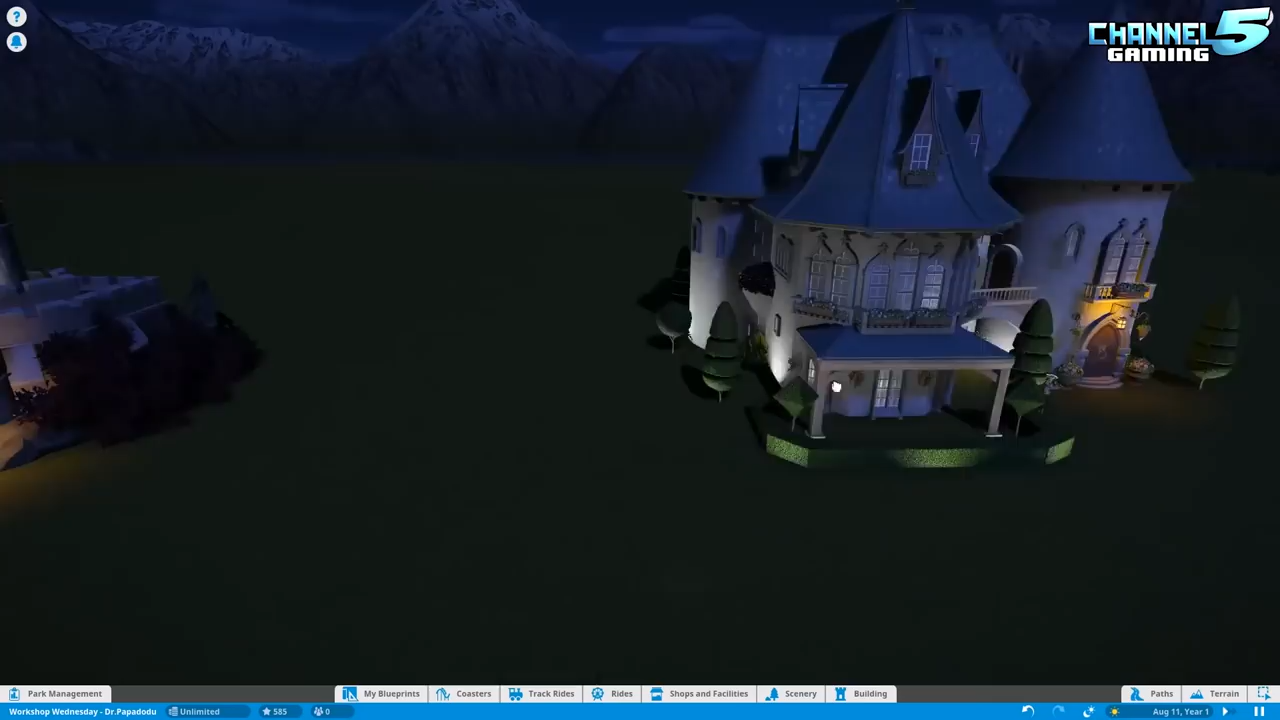 ?
CHANNEL 5
GAMING
Park Management
My Blueprints
Coasters
Track Rides
Rides
Shops and Facilities
Scenery
Building
Paths
Terrain
Workshop Wednesday - Dr.Papadodu
Unlimited
585
0
Aug 11, Year 1